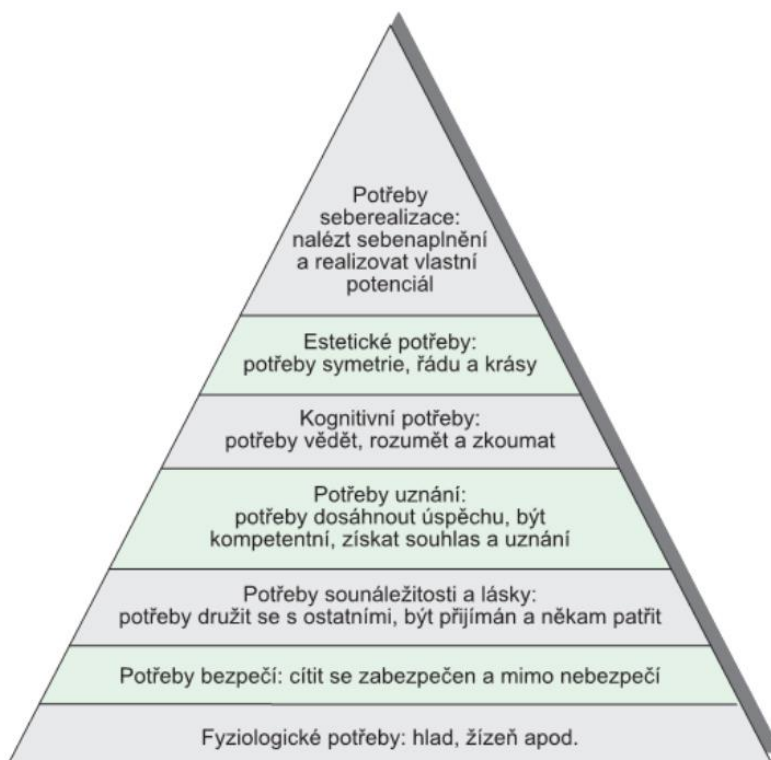 Potřeby
seberealizace:
nalézt sebenaplnění
a realizovat vlastní
potenciál
Estetické potřeby:
potřeby symetrie, řádu a krásy
Kognitivní potřeby:
potřeby vědět, rozumět a zkoumat
Potřeby uznání:
potřeby dosáhnout úspěchu, být
kompetentní, získat souhlas a uznání
Potřeby sounáležitosti a lásky:
potřeby družit se s ostatními, být přijímán a někam patřit
Potřeby bezpečí: cítit se zabezpečen a mimo nebezpečí
Fyziologické potřeby: hlad, žízeň apod.